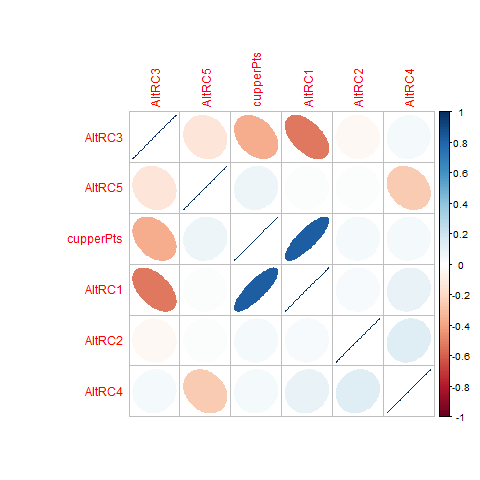 AltRC3
AltRC5
cupperPts
AltRC1
AltRC2
AltRC4
AltRC3
AltRC5
cupperPts
AltRC1
AltRC2
AltRC4
1
0.8
0.6
0.4
0.2
0
-0.2
-0.4
-0.6
-0.8
-1